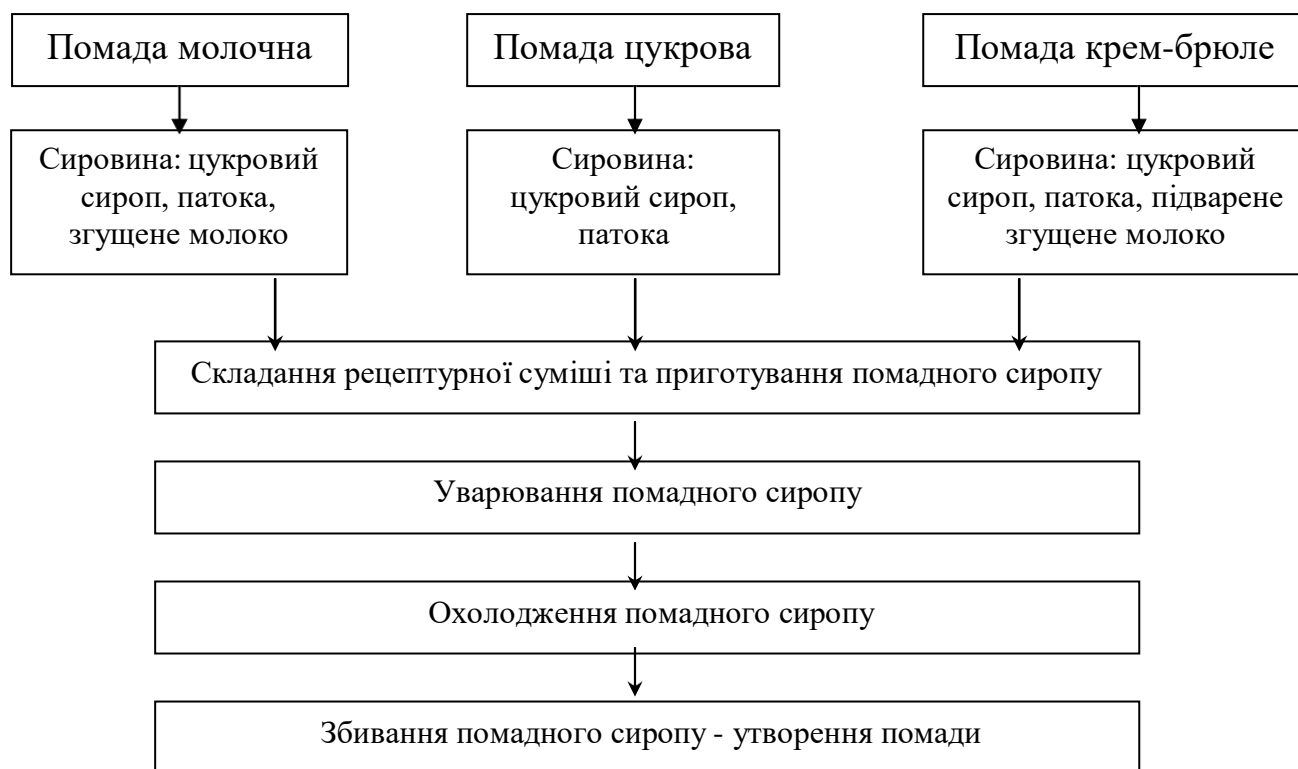 Помада молочна
Помада цукрова
Помада крем-брюле
Сировина: цукровий
сироп, патока,
згущене молоко
Сировина:
цукровий сироп,
патока
Сировина: цукровий
сироп, патока, підварене
згущене молоко
Складання рецептурної суміші та приготування помадного сиропу
Уварювання помадного сиропу
Охолодження помадного сиропу
Збивання помадного сиропу - утворення помади